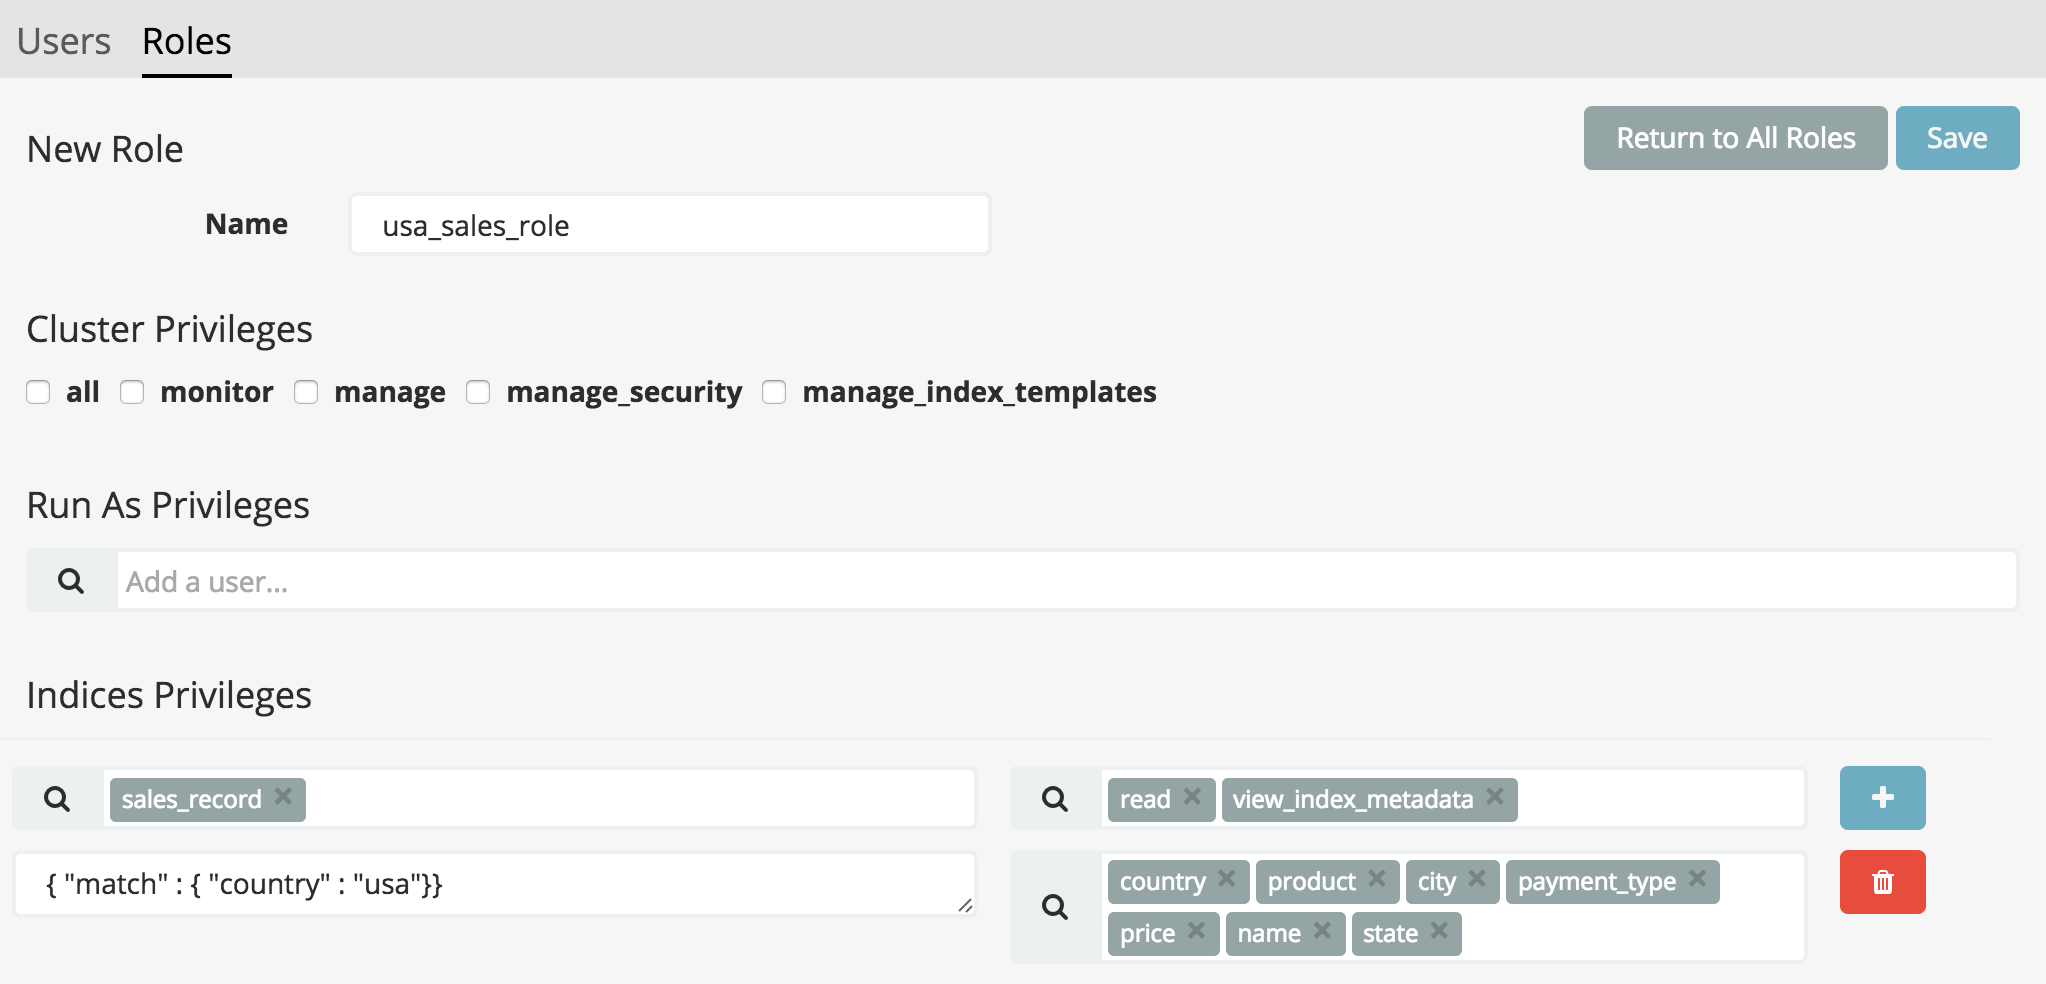 Users Roles
New Role
Return to All Roles Save
Name usa_sales_role
Cluster Privileges
all monitor manage manage_security manage_index_templates
Run As Privileges
Add a user...
Indices Privileges
sales_record × read × view_index_metadata × +
{ "match" : { "country" : "usa"}} country × product × city × payment_type ×
price × name × state ×